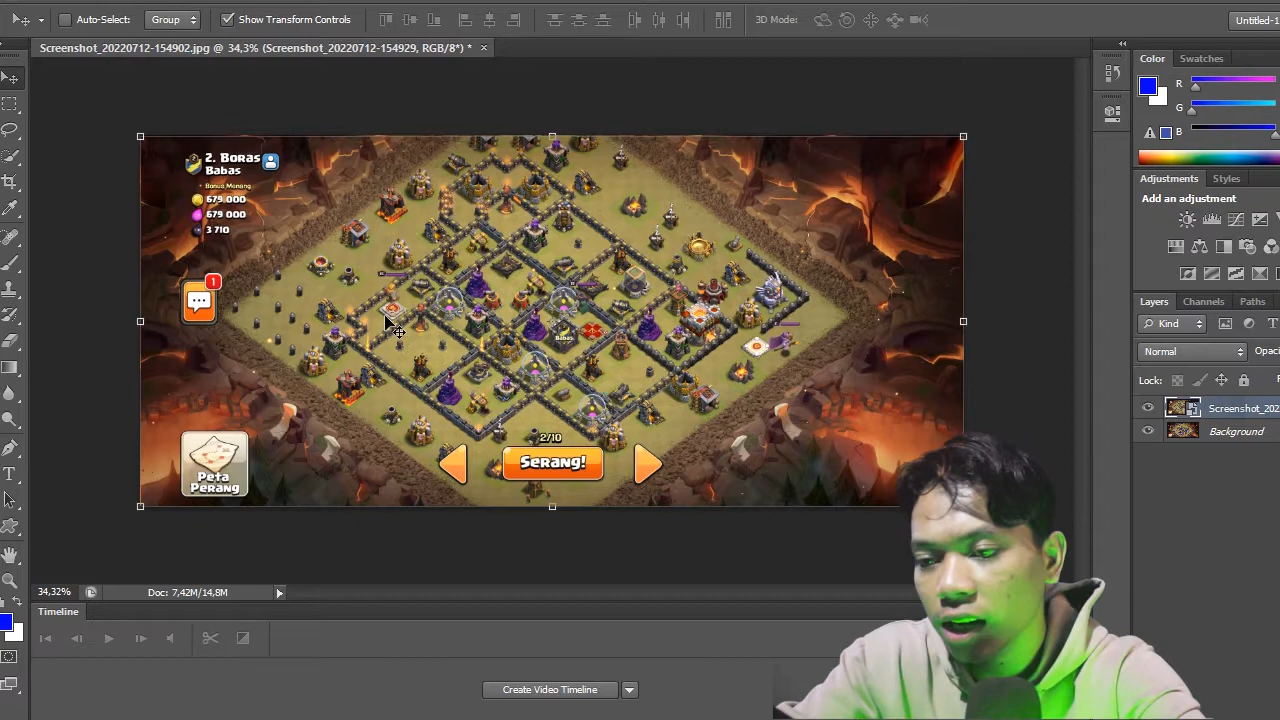 Auto-Select: Group Show Transform Controls 3D Mode: Untitled-1
Screenshot_20220712-154902.jpg @ 34,3% (Screenshot_20220712-154929, RGB/8*) * ×
Color Swatches
R
G
B
Adjustments Styles
Add an adjustment
Layers Channels Paths
Kind
Normal Opaci
Lock: F
Screenshot_202
Background
2. Boras
Babas
• Bonus Menang
679 000
679 000
3 710
1
Babas
2/10
Serang!
Peta
Perang
34,32% Doc: 7,42M/14,8M
Timeline
Create Video Timeline